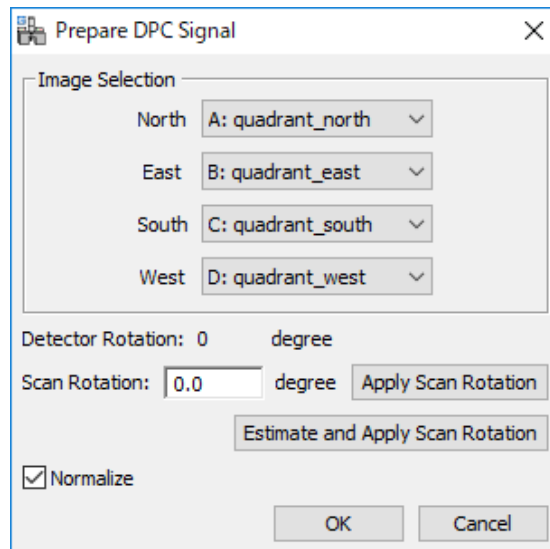 Prepare DPC Signal
Image Selection
North A: quadrant_north
East B: quadrant_east
South C: quadrant_south
West D: quadrant_west
Detector Rotation: 0 degree
Scan Rotation: 0.0 degree Apply Scan Rotation
Estimate and Apply Scan Rotation
Normalize
OK Cancel